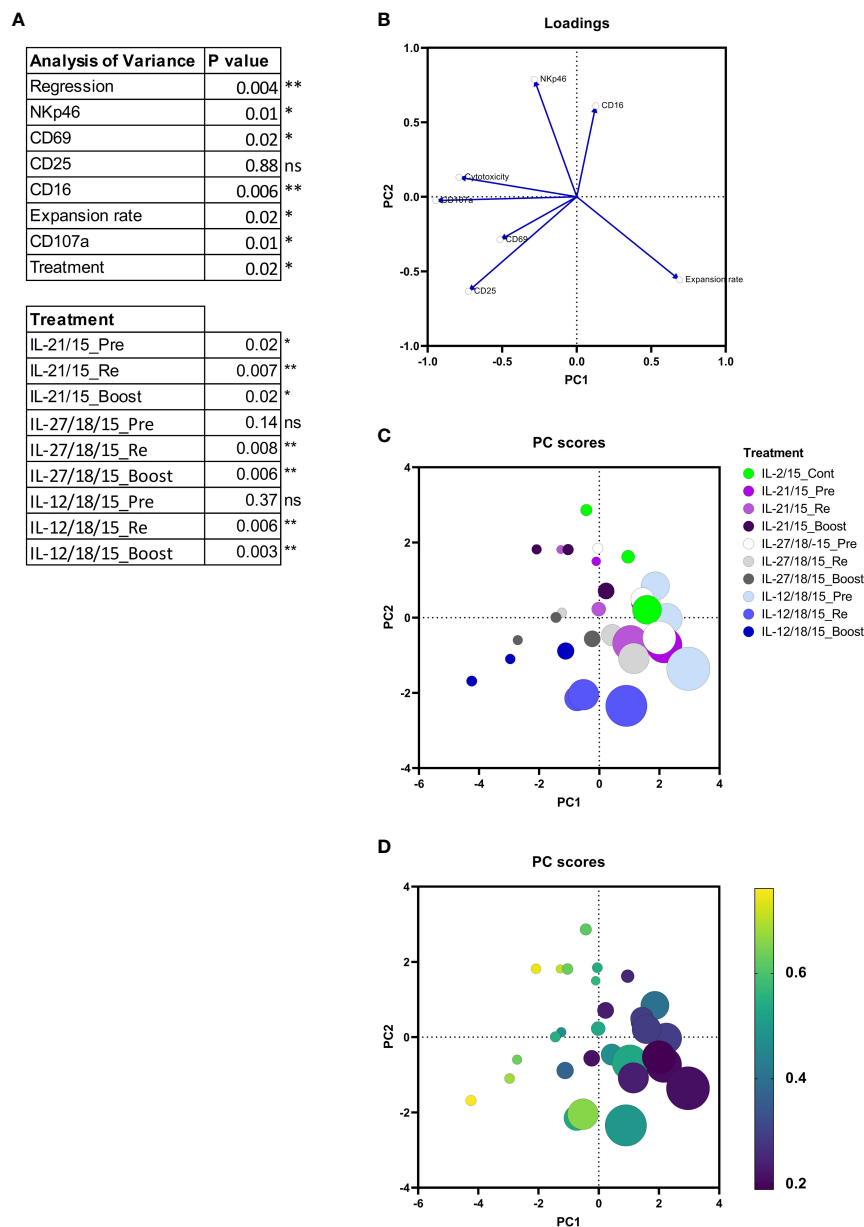 A
Analysis of Variance P value
Regression 0.004 **
NKp46 0.01 *
CD69 0.02 *
CD25 0.88 ns
CD16 0.006 **
Expansion rate 0.02 *
CD107a 0.01 *
Treatment 0.02 *
Treatment
IL-21/15_Pre 0.02 *
IL-21/15_Re 0.007 **
IL-21/15_Boost 0.02 *
IL-27/18/15_Pre 0.14 ns
IL-27/18/15_Re 0.008 **
IL-27/18/15_Boost 0.006 **
IL-12/18/15_Pre 0.37 ns
IL-12/18/15_Re 0.006 **
IL-12/18/15_Boost 0.003 **
B
Loadings
1.0
0.5
0.0
-0.5
-1.0
PC2
NKp46
CD16
Cytotoxicity
CD107a
CD69
CD25
Expansion rate
-1.0 -0.5 0.0 0.5 1.0
PC1
C
PC scores
4
2
0
-2
-4
PC2
-6 -4 -2 0 2 4
PC1
Treatment
IL-2/15_Cont
IL-21/15_Pre
IL-21/15_Re
IL-21/15_Boost
IL-27/18/-15_Pre
IL-27/18/15_Re
IL-27/18/15_Boost
IL-12/18/15_Pre
IL-12/18/15_Re
IL-12/18/15_Boost
D
PC scores
4
2
0
-2
-4
PC2
-6 -4 -2 0 2 4
PC1
0.6
0.4
0.2